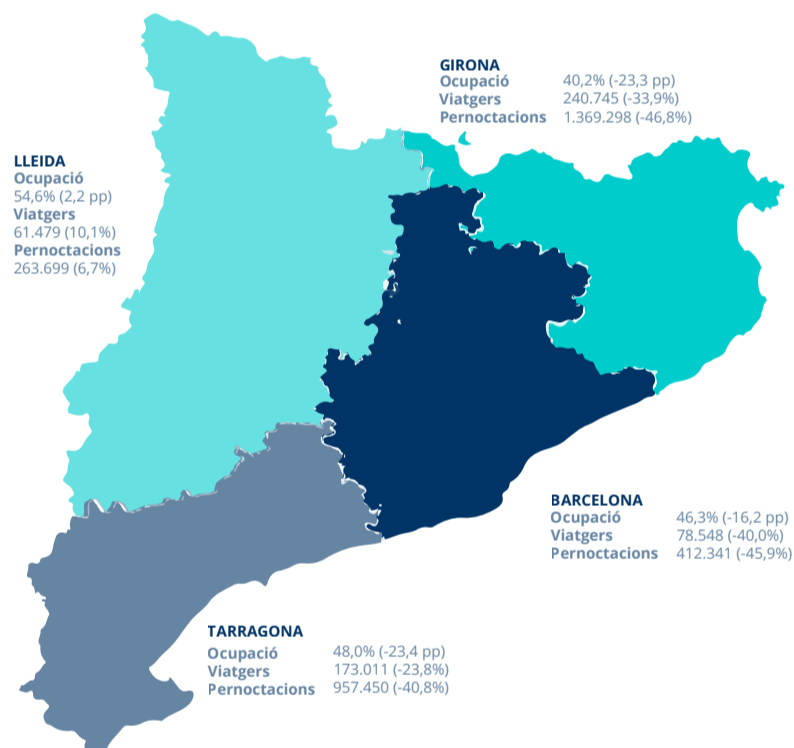 GIRONA
Ocupació 40,2% (-23,3 pp)
Viatgers 240.745 (-33,9%)
Pernoctacions 1.369.298 (-46,8%)
LLEIDA
Ocupació
54,6% (2,2 pp)
Viatgers
61.479 (10,1%)
Pernoctacions
263.699 (6,7%)
BARCELONA
Ocupació 46,3% (-16,2 pp)
Viatgers 78.548 (-40,0%)
Pernoctacions 412.341 (-45,9%)
TARRAGONA
Ocupació 48,0% (-23,4 pp)
Viatgers 173.011 (-23,8%)
Pernoctacions 957.450 (-40,8%)